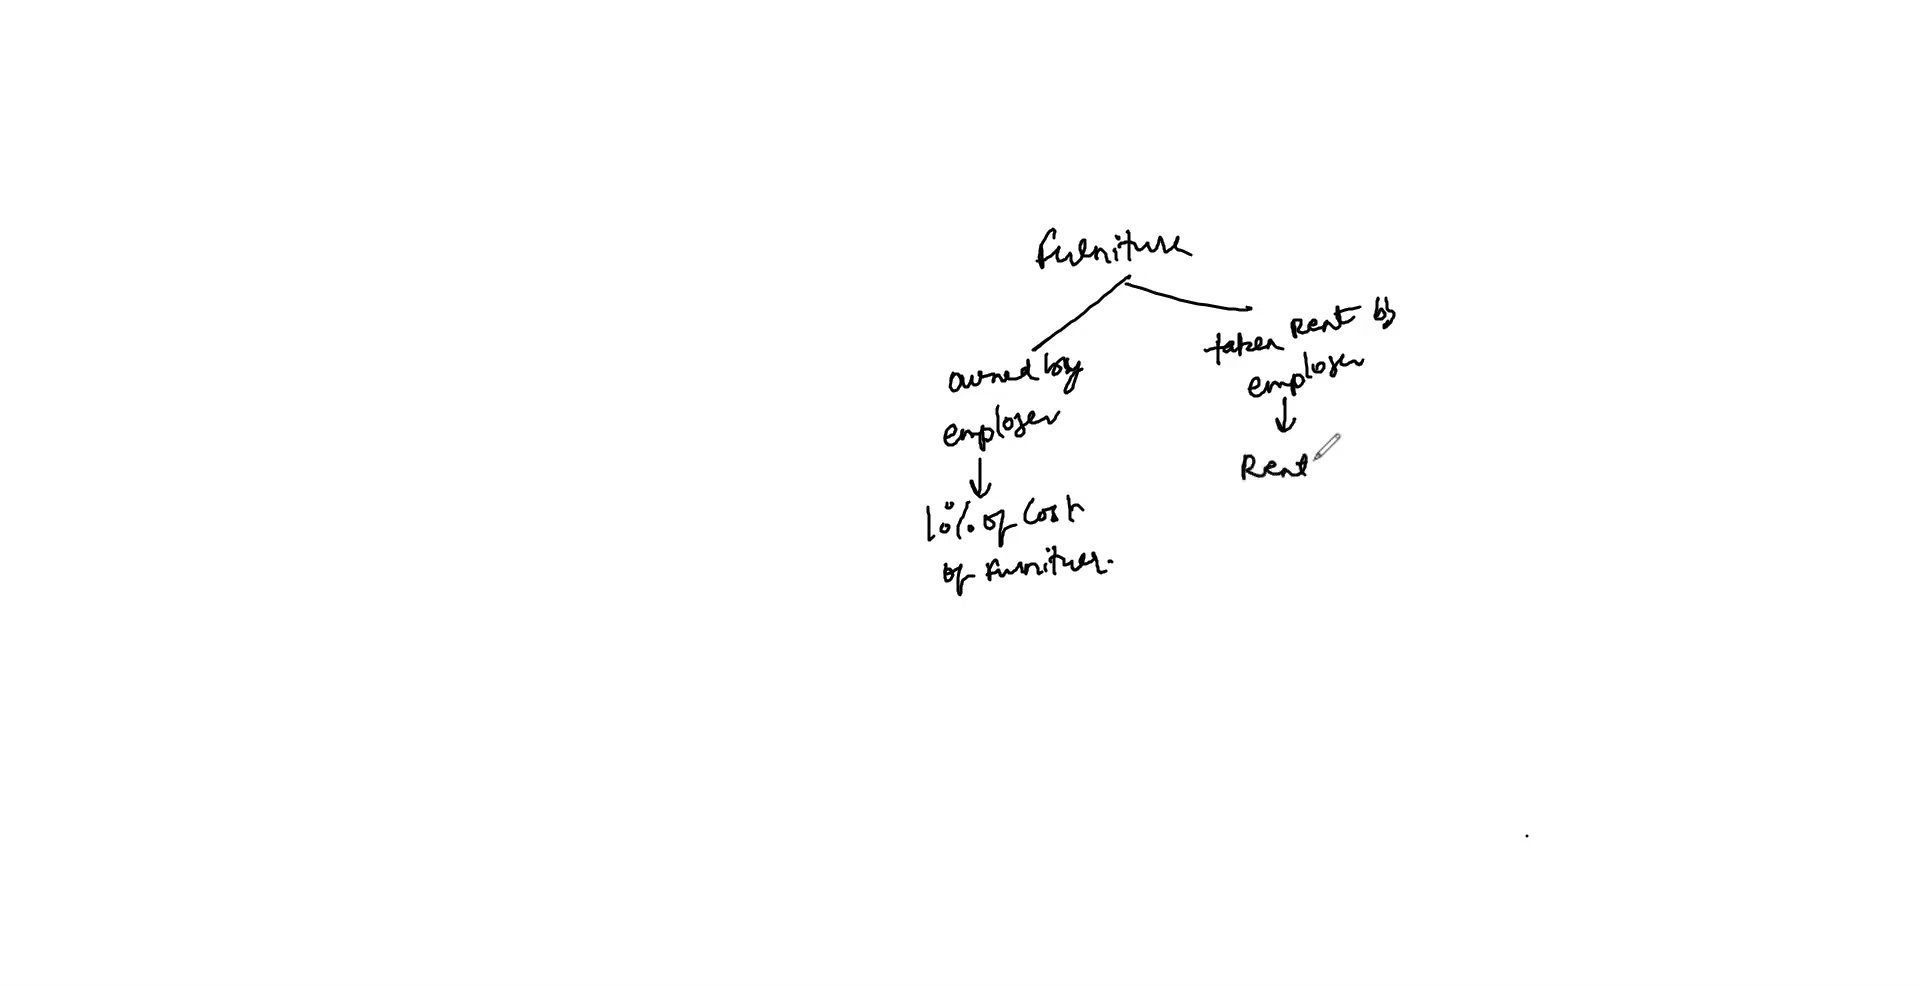 Furniture
owned by
employer
10% of Cost
of Furniture.
taken Rent by
employer
Rent